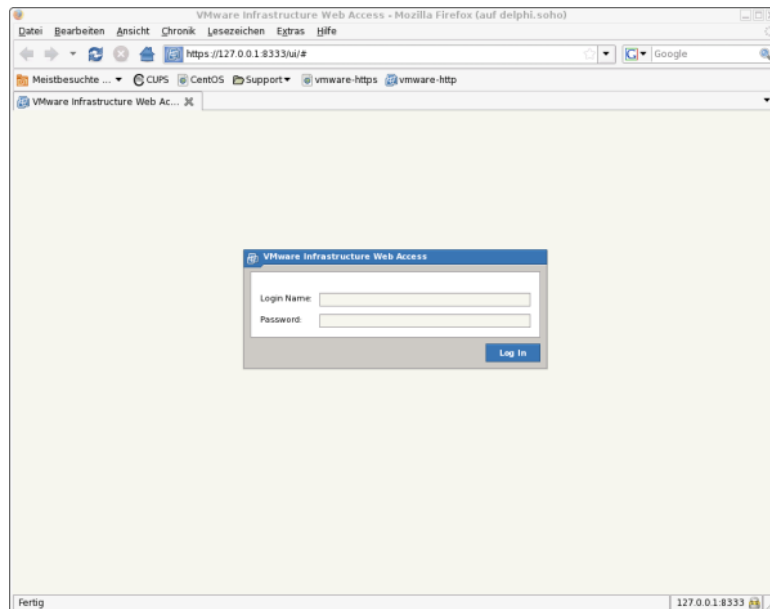 VMware Infrastructure Web Access - Mozilla Firefox (auf delphi.soho)
Datei Bearbeiten Ansicht Chronik Lesezeichen Extras Hilfe
https://127.0.0.1:8333/ui/# G Google
Meistbesuchte ... CUPS CentOS Support vmware-https vmware-http
VMware Infrastructure Web Ac...
VMware Infrastructure Web Access
Login Name:
Password:
Log In
Fertig 127.0.0.1:8333